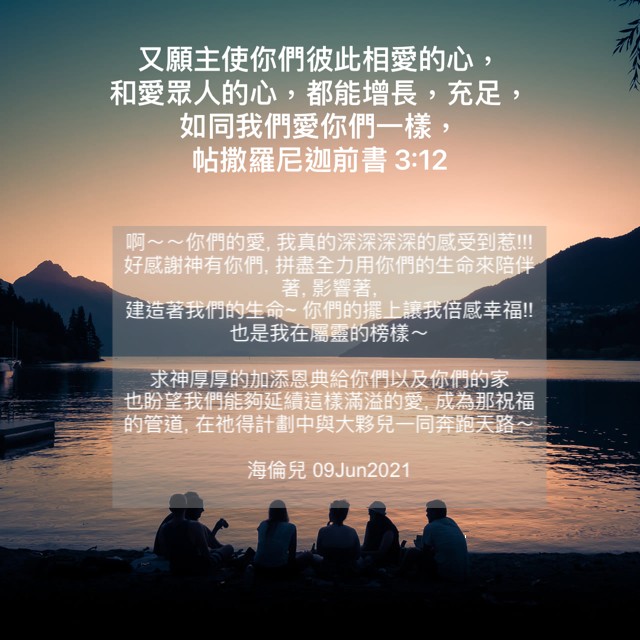 又願主使你們彼此相愛的心，
和愛眾人的心，都能增長，充足，
如同我們愛你們一樣，
帖撒羅尼迦前書 3:12
啊～～你們的愛, 我真的深深深深的感受到惹!!!
好感謝神有你們, 拼盡全力用你們的生命來陪伴
著, 影響著,
建造著我們的生命~ 你們的擺上讓我倍感幸福!!
也是我在屬靈的榜樣～
求神厚厚的加添恩典給你們以及你們的家
也盼望我們能夠延續這樣滿溢的愛, 成為那祝福
的管道, 在祂得計劃中與大夥兒一同奔跑天路～
海倫兒 09Jun2021